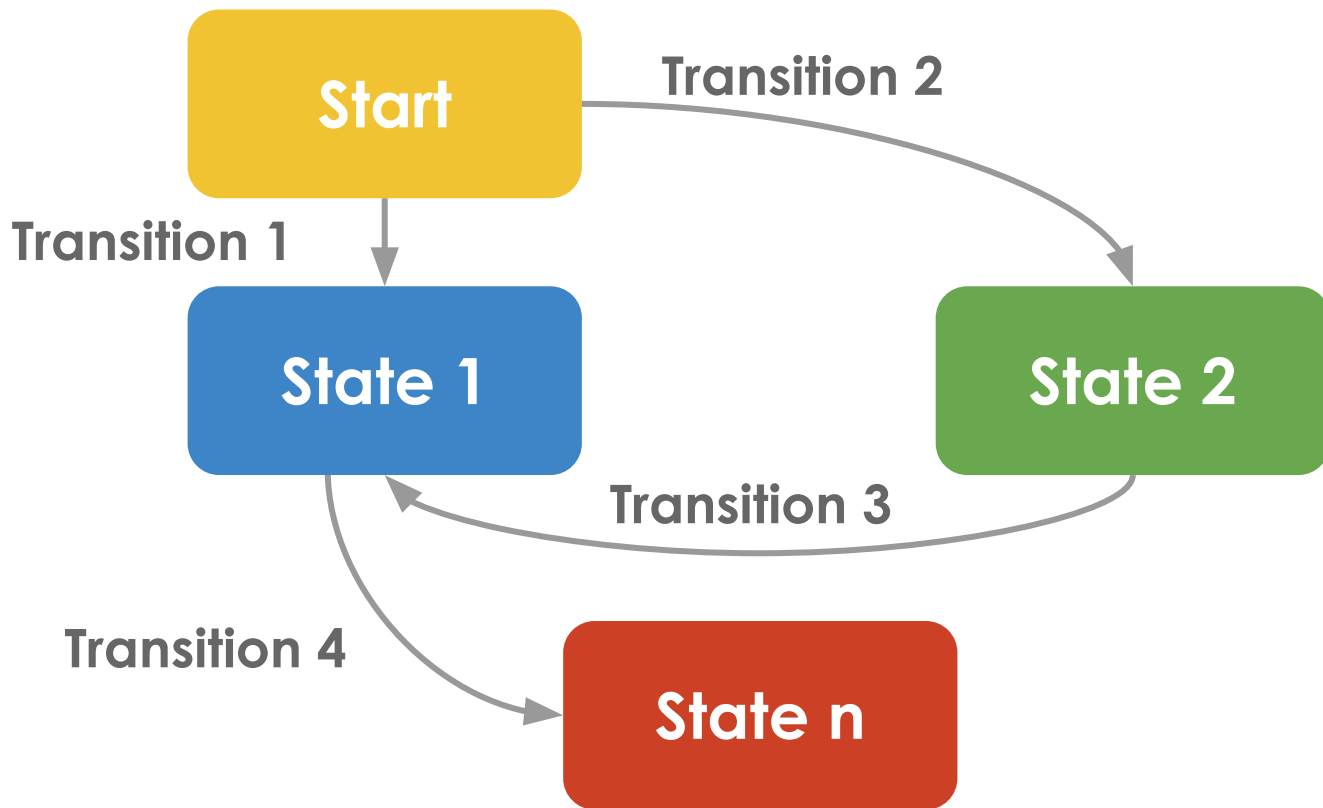 Start
Transition 2
Transition 1
State 1
State 2
Transition 3
Transition 4
State n